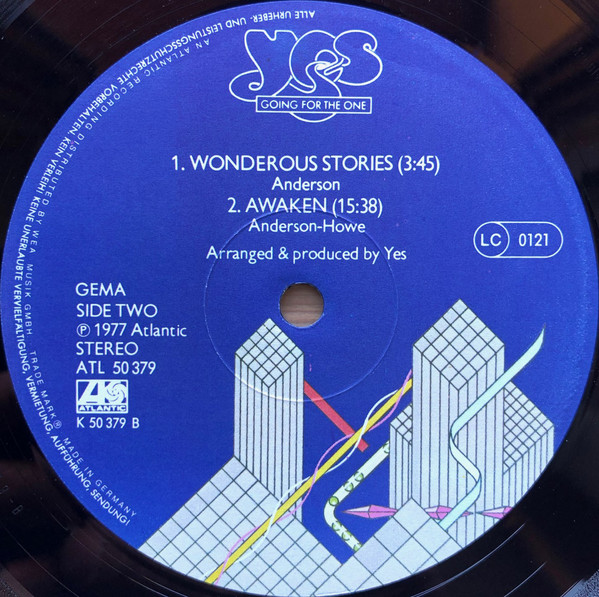 yes
GOING FOR THE ONE
1. WONDEROUS STORIES (3:45)
Anderson
2. AWAKEN (15:38)
Anderson-Howe
Arranged & produced by Yes
LC 0121
GEMA
SIDE TWO
℗ 1977 Atlantic
STEREO
ATL 50 379
ATLANTIC
K 50 379 B
AN ATLANTIC RECORDING DISTRIBUTED BY WEA MUSIK GMBH . TRADE MARK® MADE IN GERMANY
ALLE URHEBER- UND LEISTUNGSSCHUTZRECHTE VORBEHALTEN. KEIN VERLEIH! KEINE UNERLAUBTE VERVIELFÄLTIGUNG, VERMIETUNG, AUFFÜHRUNG, SENDUNG!